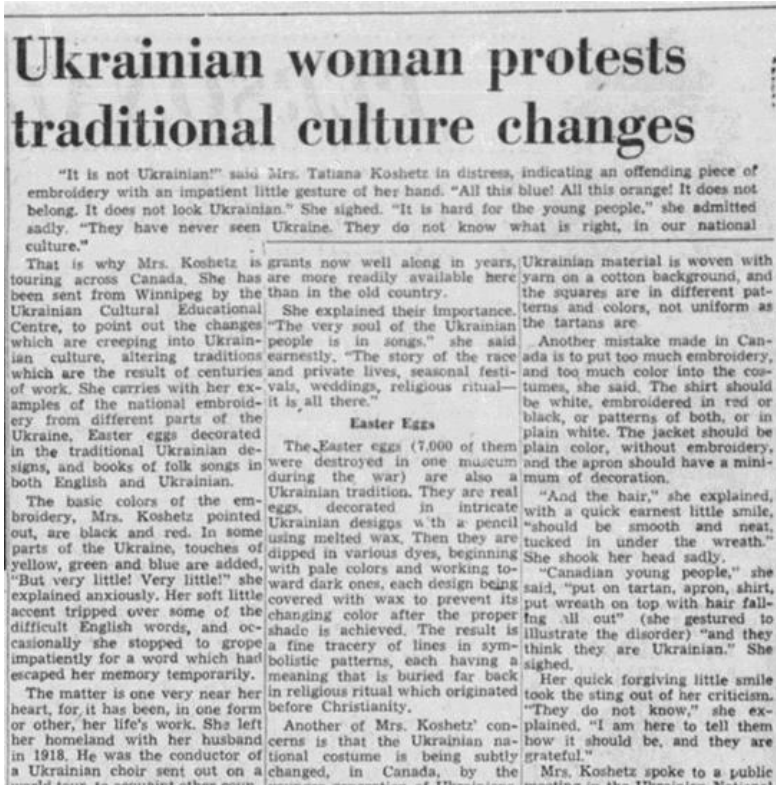 Ukrainian woman protests
traditional culture changes
"It is not Ukrainian!" said Mrs. Tatiana Koshetz in distress, indicating an offending piece of
embroidery with an impatient little gesture of her hand. "All this blue! All this orange! It does not
belong. It does not look Ukrainian." She sighed. "It is hard for the young people," she admitted
sadly. "They have never seen Ukraine. They do not know what is right, in our national
culture."
That is why Mrs. Koshetz is
touring across Canada. She has
been sent from Winnipeg by the
Ukrainian Cultural Educational
Centre, to point out the changes
which are creeping into Ukrain-
ian culture, altering traditions
which are the result of centuries
of work. She carries with her ex-
amples of the national embroid-
ery from different parts of the
Ukraine, Easter eggs decorated
in the traditional Ukrainian de-
signs, and books of folk songs in
both English and Ukrainian.
The basic colors of the em-
broidery, Mrs. Koshetz pointed
out, are black and red. In some
parts of the Ukraine, touches of
yellow, green and blue are added,
"But very little! Very little!" she
explained anxiously. Her soft little
accent tripped over some of the
difficult English words, and oc-
casionally she stopped to grope
impatiently for a word which had
escaped her memory temporarily.
The matter is one very near her
heart, for it has been, in one form
or other, her life's work. She left
her homeland with her husband
in 1918. He was the conductor of
a Ukrainian choir sent out on a
world tour, to
grants now well along in years,
are more readily available here
than in the old country.
She explained their importance.
"The very soul of the Ukrainian
people is in songs," she said
earnestly. "The story of the race
and private lives, seasonal festi-
vals, weddings, religious ritual—
it is all there."
Easter Eggs
The Easter eggs (7,000 of them
were destroyed in one museum
during the war) are also a
Ukrainian tradition. They are real
eggs, decorated in intricate
Ukrainian designs with a pencil
using melted wax. Then they are
dipped in various dyes, beginning
with pale colors and working to-
ward dark ones, each design being
covered with wax to prevent its
changing color after the proper
shade is achieved. The result is
a fine tracery of lines in sym-
bolistic patterns, each having a
meaning that is buried far back
in religious ritual which originated
before Christianity.
Another of Mrs. Koshetz' con-
cerns is that the Ukrainian na-
tional costume is being subtly
changed, in Canada, by the
Ukrainian material is woven with
yarn on a cotton background, and
the squares are in different pat-
terns and colors, not uniform as
the tartans are
Another mistake made in Can-
ada is to put too much embroidery,
and too much color into the cos-
tumes, she said. The shirt should
be white, embroidered in red or
black, or patterns of both, or in
plain white. The jacket should be
plain color, without embroidery,
and the apron should have a mini-
mum of decoration.
"And the hair," she explained,
with a quick earnest little smile,
"should be smooth and neat,
tucked in under the wreath."
She shook her head sadly.
"Canadian young people," she
said, "put on tartan, apron, shirt,
put wreath on top with hair fall-
ing all out" (she gestured to
illustrate the disorder) "and they
think they are Ukrainian." She
sighed.
Her quick forgiving little smile
took the sting out of her criticism.
"They do not know," she ex-
plained. "I am here to tell them
how it should be, and they are
grateful."
Mrs. Koshetz spoke to a public